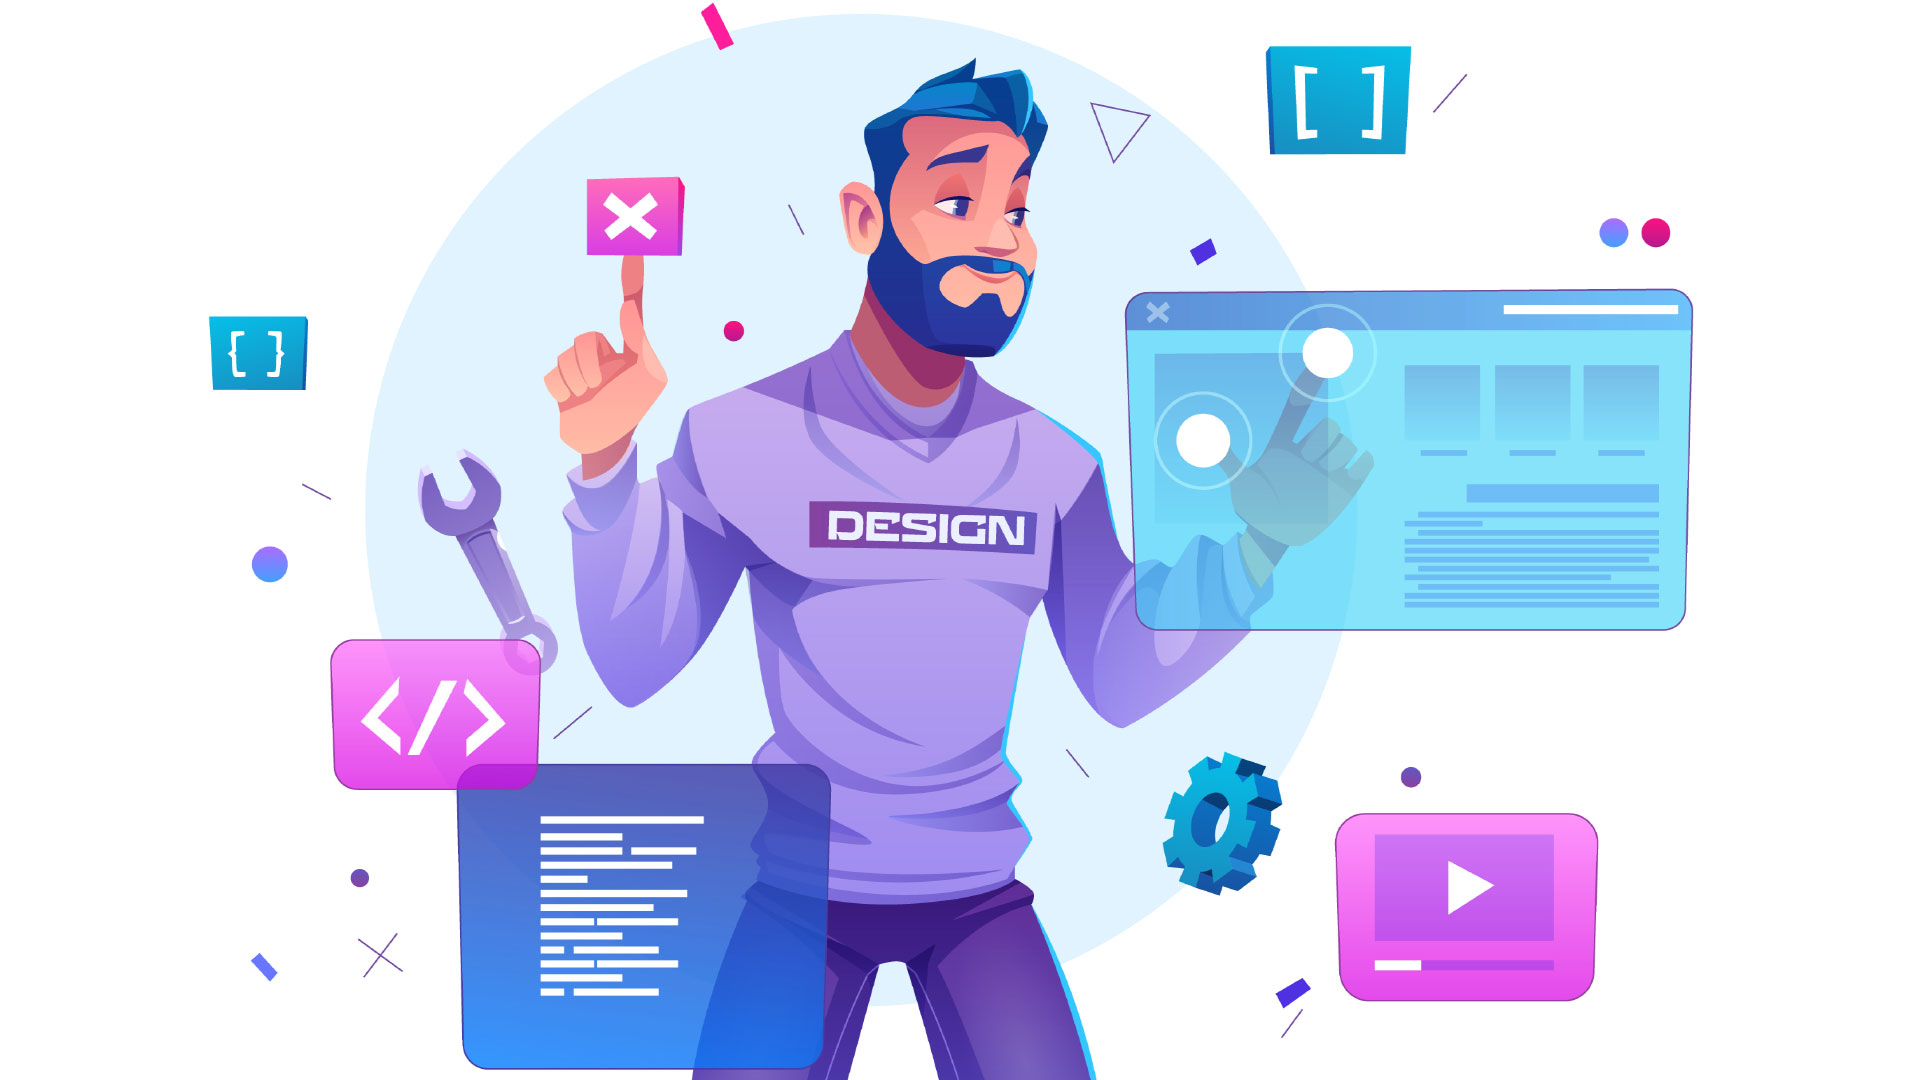 [ ]
{ }
DESIGN
</>